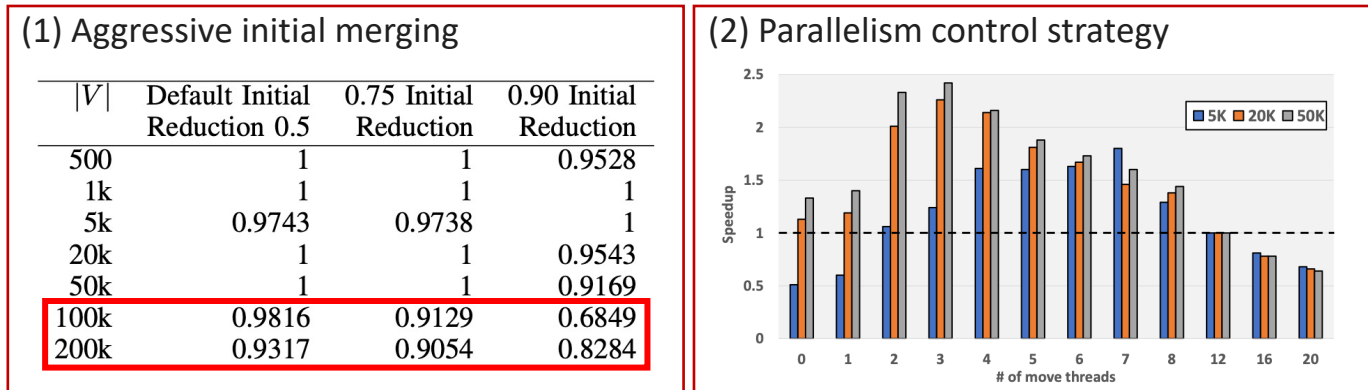 (1) Aggressive initial merging
|V| Default Initial 0.75 Initial 0.90 Initial
Reduction 0.5 Reduction Reduction
500 1 1 0.9528
1k 1 1 1
5k 0.9743 0.9738 1
20k 1 1 0.9543
50k 1 1 0.9169
100k 0.9816 0.9129 0.6849
200k 0.9317 0.9054 0.8284
(2) Parallelism control strategy
2.5
2
1.5
1
0.5
0
Speedup
5K 20K 50K
0 1 2 3 4 5 6 7 8 12 16 20
# of move threads